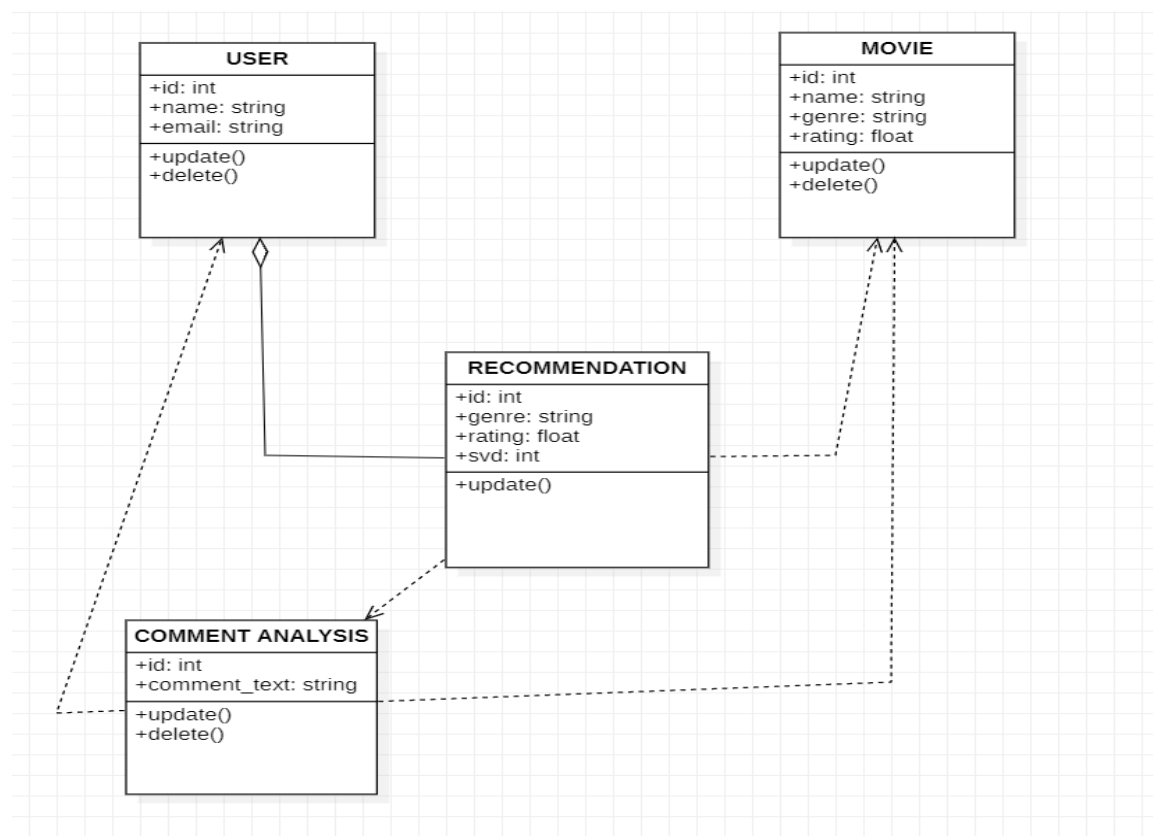 USER
+id: int
+name: string
+email: string
+update()
+delete()
MOVIE
+id: int
+name: string
+genre: string
+rating: float
+update()
+delete()
RECOMMENDATION
+id: int
+genre: string
+rating: float
+svd: int
+update()
COMMENT ANALYSIS
+id: int
+comment_text: string
+update()
+delete()